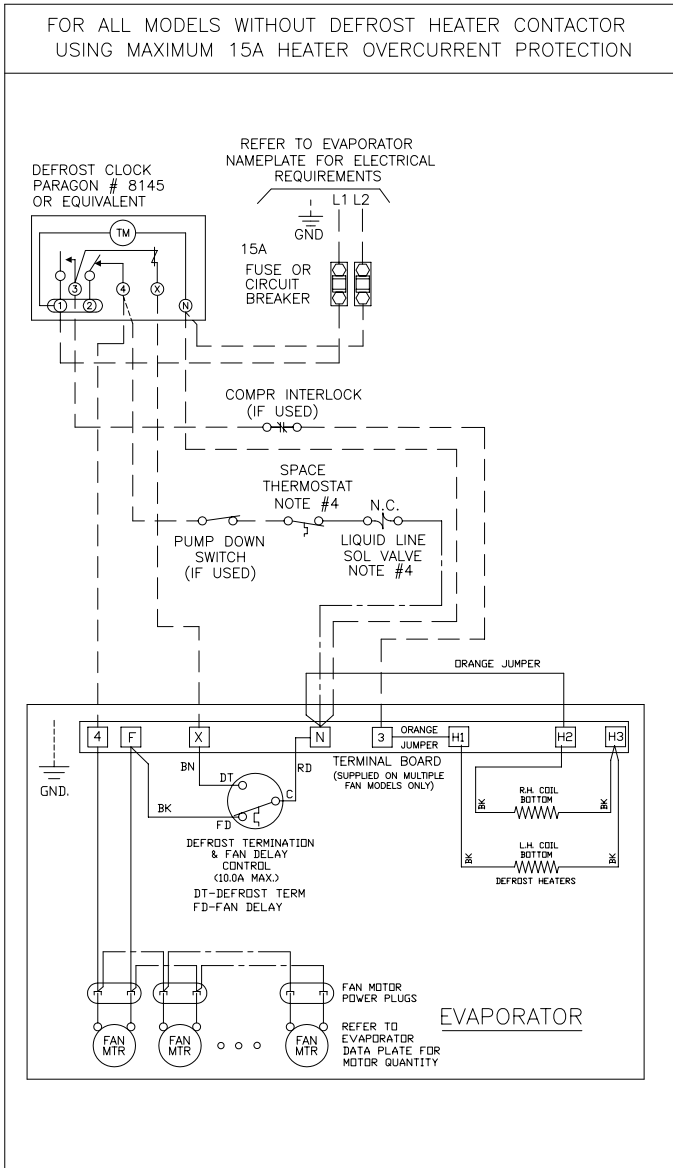 FOR ALL MODELS WITHOUT DEFROST HEATER CONTACTOR
USING MAXIMUM 15A HEATER OVERCURRENT PROTECTION
REFER TO EVAPORATOR
NAMEPLATE FOR ELECTRICAL
REQUIREMENTS
DEFROST CLOCK
PARAGON # 8145
OR EQUIVALENT
L1 L2
GND
TM
15A
FUSE OR
CIRCUIT
BREAKER
3
4
X
1
2
N
COMPR INTERLOCK
(IF USED)
SPACE
THERMOSTAT
NOTE #4
N.C.
PUMP DOWN
SWITCH
(IF USED)
LIQUID LINE
SOL VALVE
NOTE #4
ORANGE JUMPER
4
F
X
N
3
ORANGE
JUMPER
H1
H2
H3
GND.
TERMINAL BOARD
(SUPPLIED ON MULTIPLE
FAN MODELS ONLY)
BN
RD
DT
C
BK
FD
BK
R.H. COIL
BOTTOM
BK
BK
L.H. COIL
BOTTOM
BK
DEFROST HEATERS
DEFROST TERMINATION
& FAN DELAY
CONTROL
(10.0A MAX.)
DT-DEFROST TERM
FD-FAN DELAY
FAN MOTOR
POWER PLUGS
EVAPORATOR
FAN
MTR
FAN
MTR
FAN
MTR
REFER TO
EVAPORATOR
DATA PLATE FOR
MOTOR QUANTITY